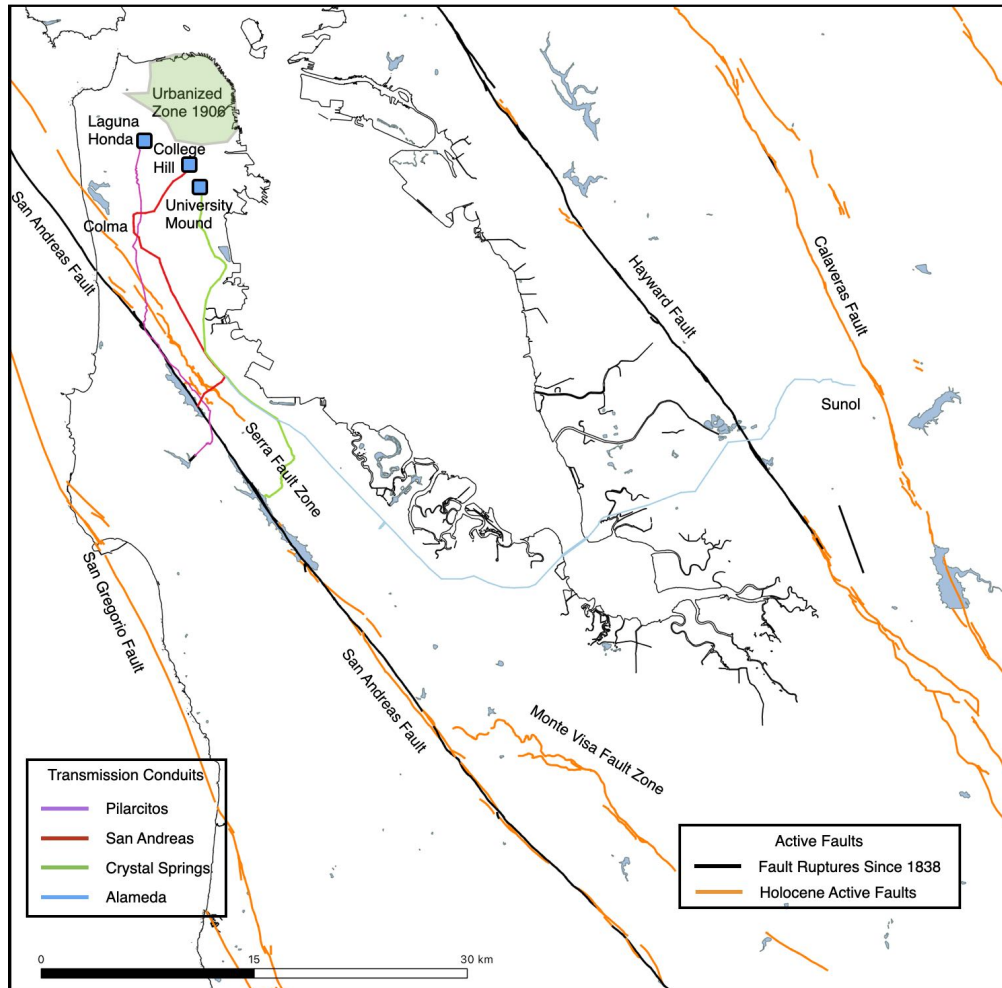 Urbanized
Zone 1906
Laguna
Honda
College
Hill
University
Mound
Colma
San Andreas Fault
Hayward Fault
Calaveras Fault
Sunol
Serra Fault Zone
San Gregorio Fault
San Andreas Fault
Monte Visa Fault Zone
Transmission Conduits
Pilarcitos
San Andreas
Crystal Springs
Alameda
Active Faults
Fault Ruptures Since 1838
Holocene Active Faults
0
15
30 km